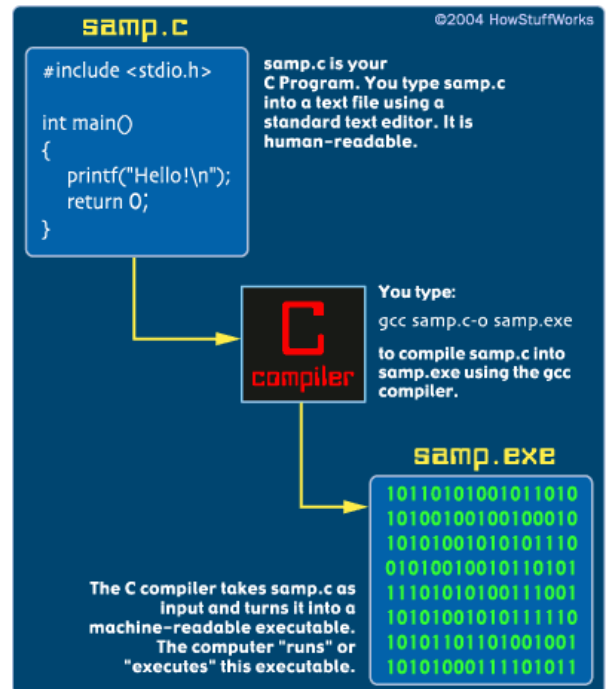 samp.c
©2004 HowStuffWorks
#include <stdio.h>
int main()
{
printf("Hello!\n");
return 0;
}
samp.c is your
C Program. You type samp.c
into a text file using a
standard text editor. It is
human-readable.
C
compiler
You type:
gcc samp.c-o samp.exe
to compile samp.c into
samp.exe using the gcc
compiler.
samp.exe
10110101001011010
10100100100100010
10101001010101110
01010010010110101
11101010100111001
10101001010111110
10101101101001001
10101000111101011
The C compiler takes samp.c as
input and turns it into a
machine-readable executable.
The computer "runs" or
"executes" this executable.